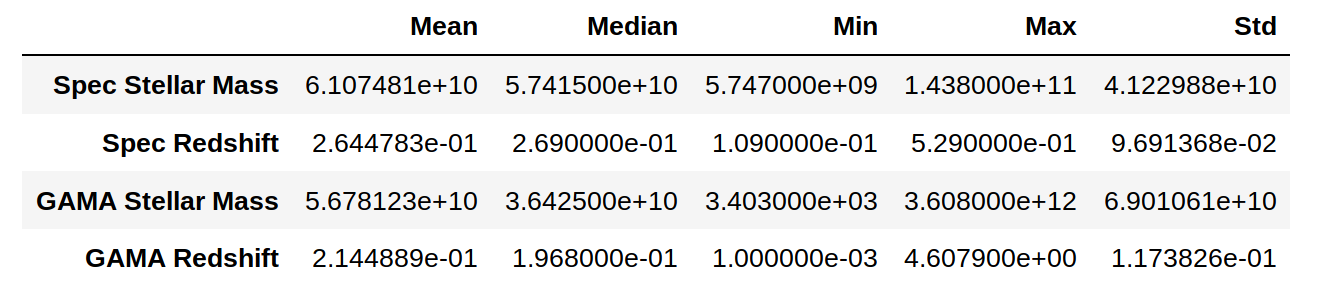 Mean Median Min Max Std
Spec Stellar Mass 6.107481e+10 5.741500e+10 5.747000e+09 1.438000e+11 4.122988e+10
Spec Redshift 2.644783e-01 2.690000e-01 1.090000e-01 5.290000e-01 9.691368e-02
GAMA Stellar Mass 5.678123e+10 3.642500e+10 3.403000e+03 3.608000e+12 6.901061e+10
GAMA Redshift 2.144889e-01 1.968000e-01 1.000000e-03 4.607900e+00 1.173826e-01